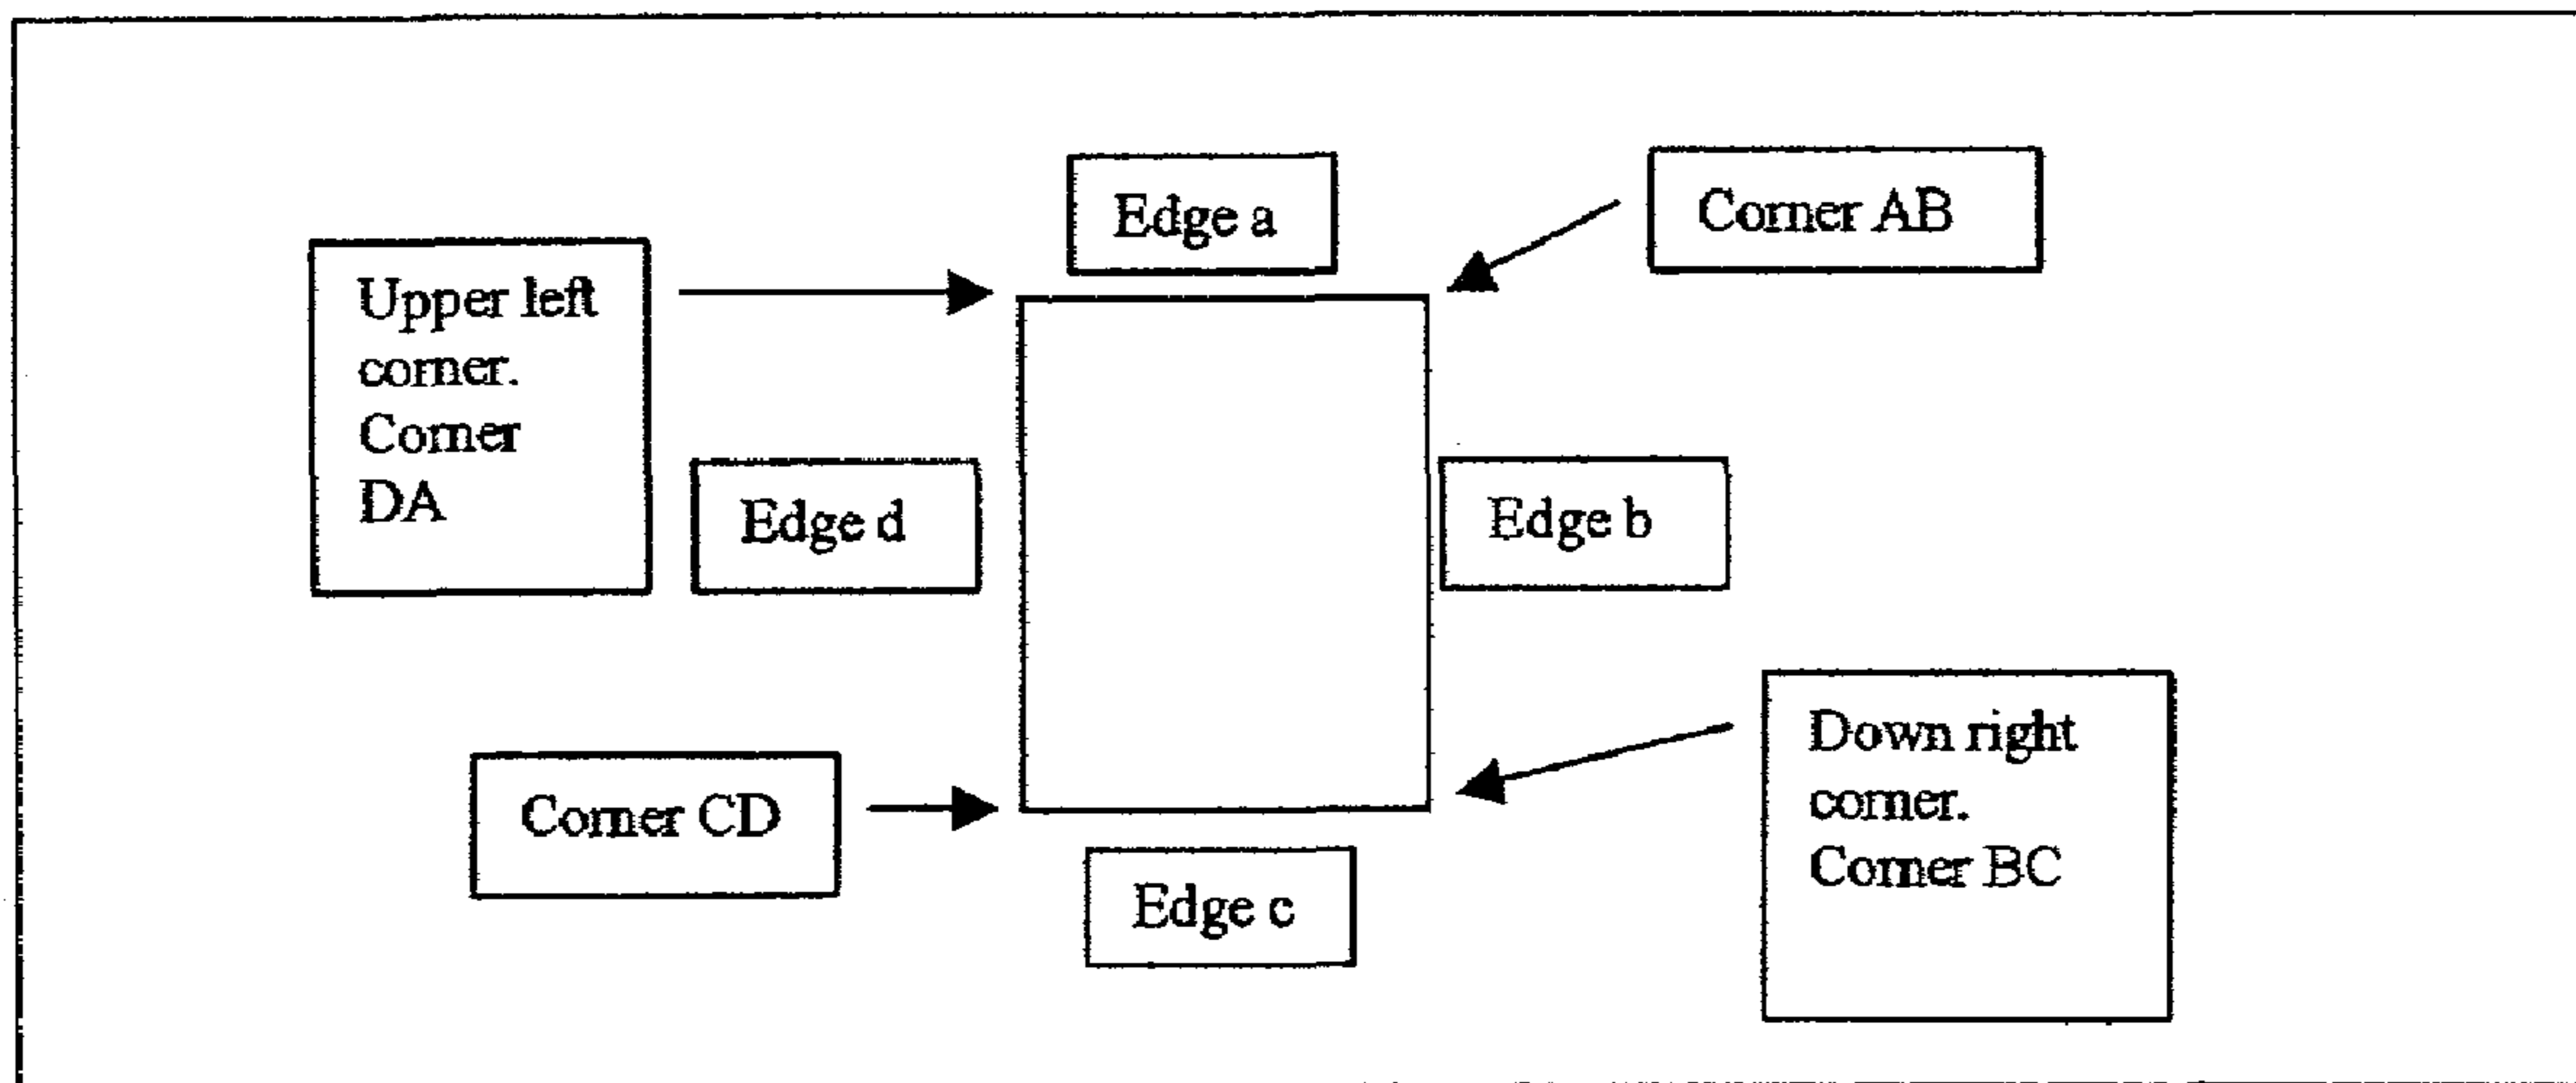 Edge a
Corner AB
Upper left
corner.
Corner
DA
Edge d
Edge b
Down right
corner.
Corner BC
Corner CD
Edge c